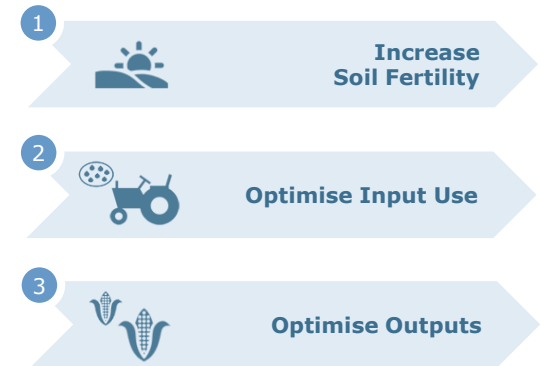 1
Increase
Soil Fertility
2
Optimise Input Use
3
Optimise Outputs